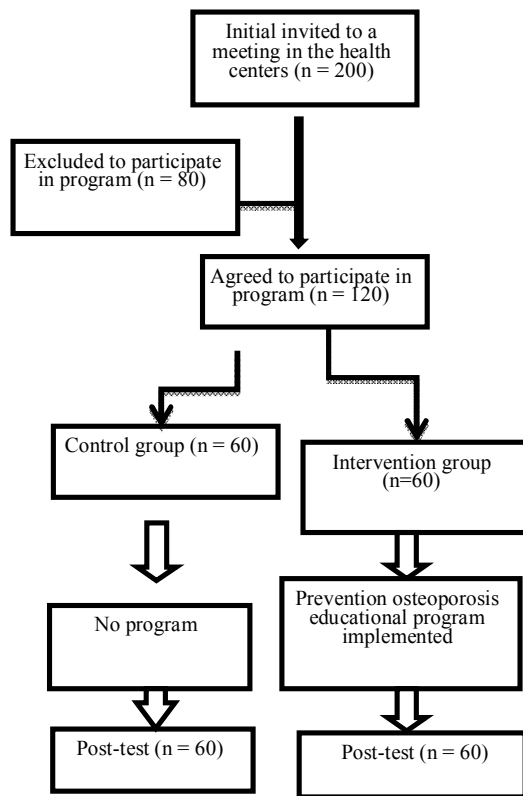 Initial invited to a
meeting in the health
centers (n = 200)
Excluded to participate
in program (n = 80)
Agreed to participate in
program (n = 120)
Control group (n = 60)
Intervention group
(n=60)
No program
Prevention osteoporosis
educational program
implemented
Post-test (n = 60)
Post-test (n = 60)